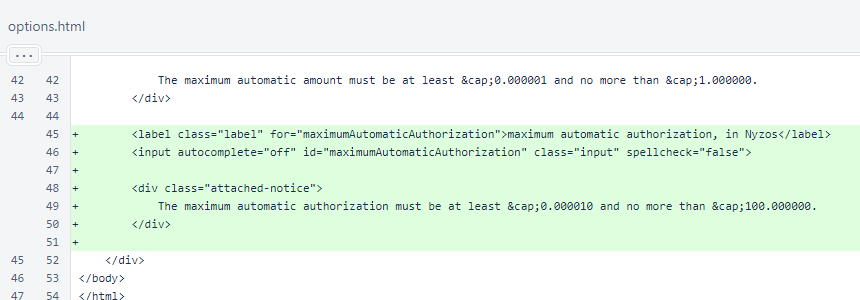 options.html
...
42 42 The maximum automatic amount must be at least &cap;0.000001 and no more than &cap;1.000000.
43 43 </div>
44 44
45 + <label class="label" for="maximumAutomaticAuthorization">maximum automatic authorization, in Nyzos</label>
46 + <input autocomplete="off" id="maximumAutomaticAuthorization" class="input" spellcheck="false">
47 +
48 + <div class="attached-notice">
49 + The maximum automatic authorization must be at least &cap;0.000010 and no more than &cap;100.000000.
50 + </div>
51 +
45 52 </div>
46 53 </body>
47 54 </html>